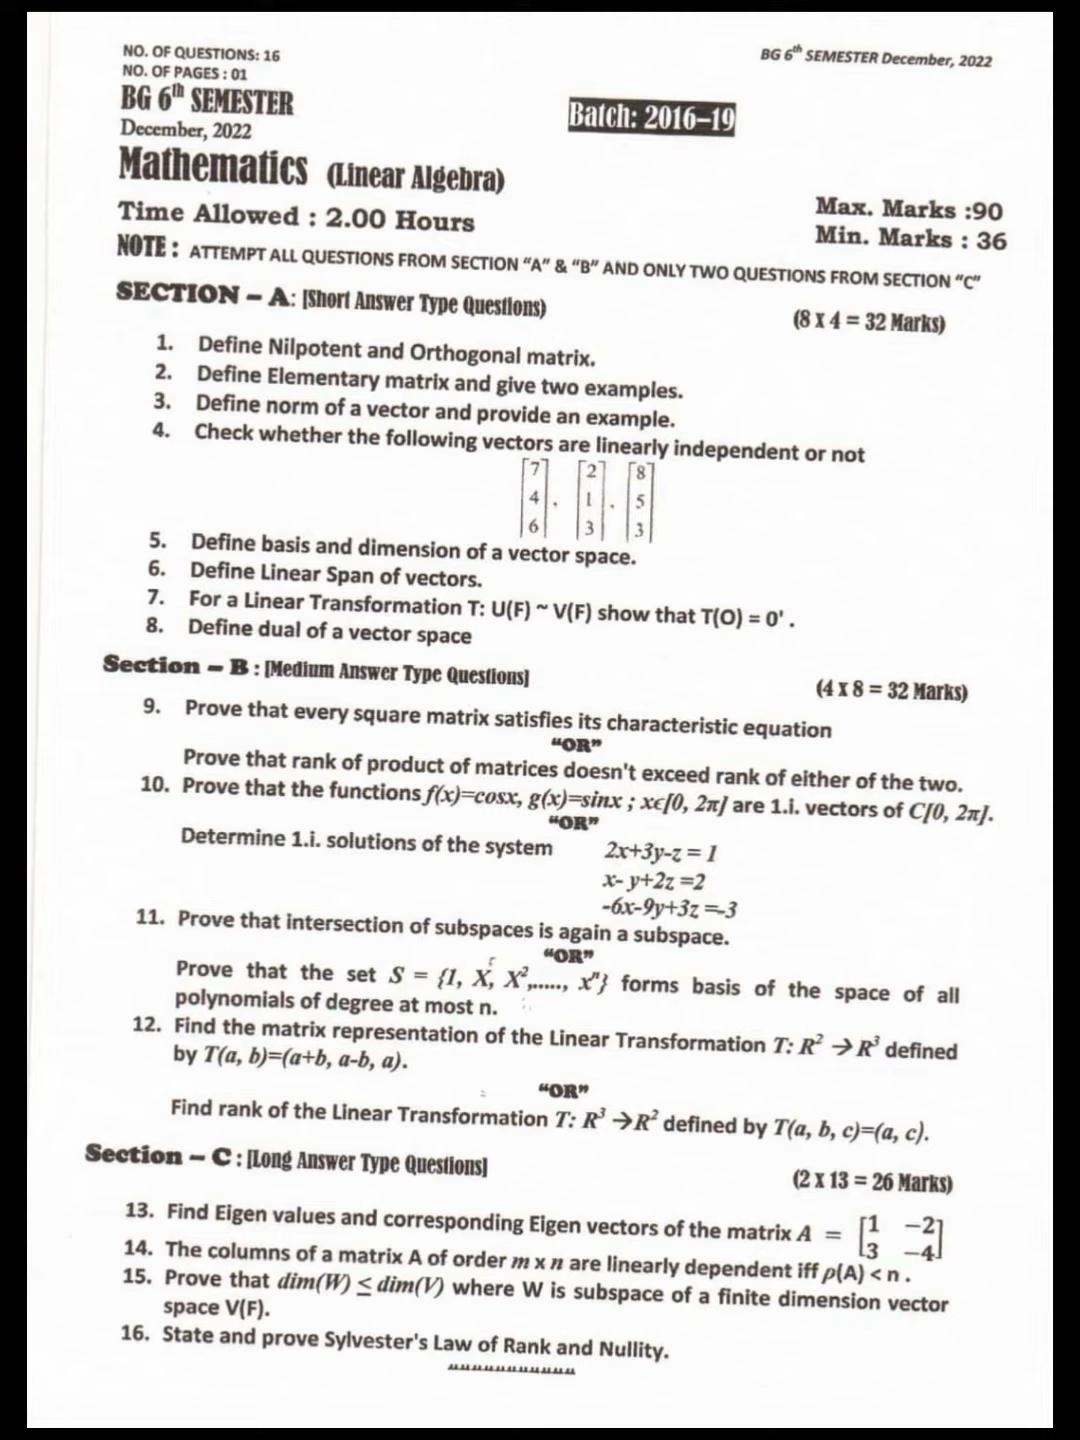 NO. OF QUESTIONS: 16
NO. OF PAGES : 01
BG 6th SEMESTER December, 2022
BG 6th SEMESTER
December, 2022
Batch: 2016–19
Mathematics (Linear Algebra)
Time Allowed : 2.00 Hours
Max. Marks :90
Min. Marks : 36
NOTE : ATTEMPT ALL QUESTIONS FROM SECTION "A" & "B" AND ONLY TWO QUESTIONS FROM SECTION "C"
SECTION – A: [Short Answer Type Questions) (8 x 4 = 32 Marks)
1. Define Nilpotent and Orthogonal matrix.
2. Define Elementary matrix and give two examples.
3. Define norm of a vector and provide an example.
4. Check whether the following vectors are linearly independent or not
[7] [2] [8]
[4] . [1] . [5]
[6] [3] [3]
5. Define basis and dimension of a vector space.
6. Define Linear Span of vectors.
7. For a Linear Transformation T: U(F) ~ V(F) show that T(O) = 0' .
8. Define dual of a vector space
Section – B : [Medium Answer Type Questions] (4 x 8 = 32 Marks)
9. Prove that every square matrix satisfies its characteristic equation
"OR"
Prove that rank of product of matrices doesn't exceed rank of either of the two.
10. Prove that the functions f(x)=cosx, g(x)=sinx ; xϵ[0, 2π] are 1.i. vectors of C[0, 2π].
"OR"
Determine 1.i. solutions of the system 2x+3y-z = 1
x- y+2z =2
-6x-9y+3z =-3
11. Prove that intersection of subspaces is again a subspace.
"OR"
Prove that the set S = {1, X, X²,....., xⁿ} forms basis of the space of all
polynomials of degree at most n.
12. Find the matrix representation of the Linear Transformation T: R² → R³ defined
by T(a, b)=(a+b, a-b, a).
"OR"
Find rank of the Linear Transformation T: R³ →R² defined by T(a, b, c)=(a, c).
Section – C : [Long Answer Type Questions] (2 x 13 = 26 Marks)
13. Find Eigen values and corresponding Eigen vectors of the matrix A = [1 −2]
[3 −4]
14. The columns of a matrix A of order m x n are linearly dependent iff ρ(A) < n .
15. Prove that dim(W) ≤ dim(V) where W is subspace of a finite dimension vector
space V(F).
16. State and prove Sylvester's Law of Rank and Nullity.